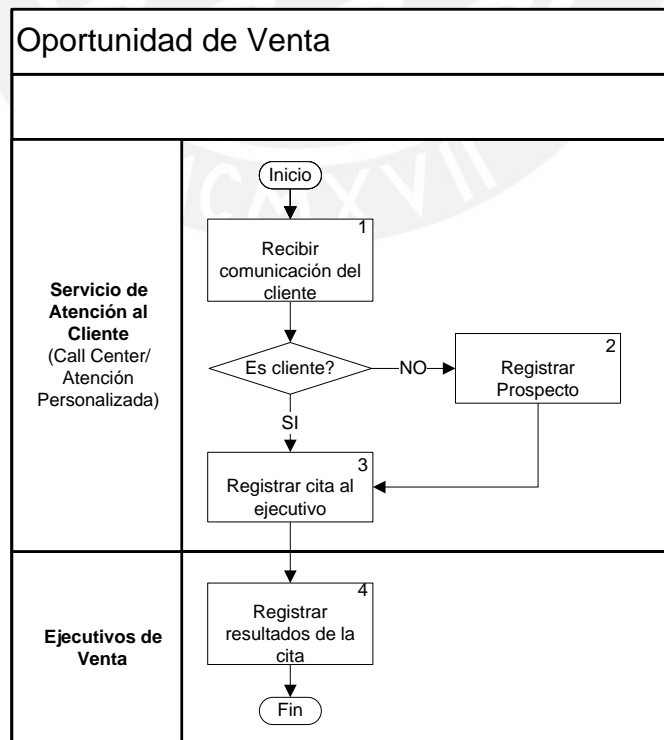 Oportunidad de Venta
MCMXVII
Inicio
1
Recibir
comunicación del
cliente
Servicio de
Atención al
Cliente
(Call Center/
Atención
Personalizada)
Es cliente?
NO
2
Registrar
Prospecto
SI
3
Registrar cita al
ejecutivo
Ejecutivos de
Venta
4
Registrar
resultados de la
cita
Fin